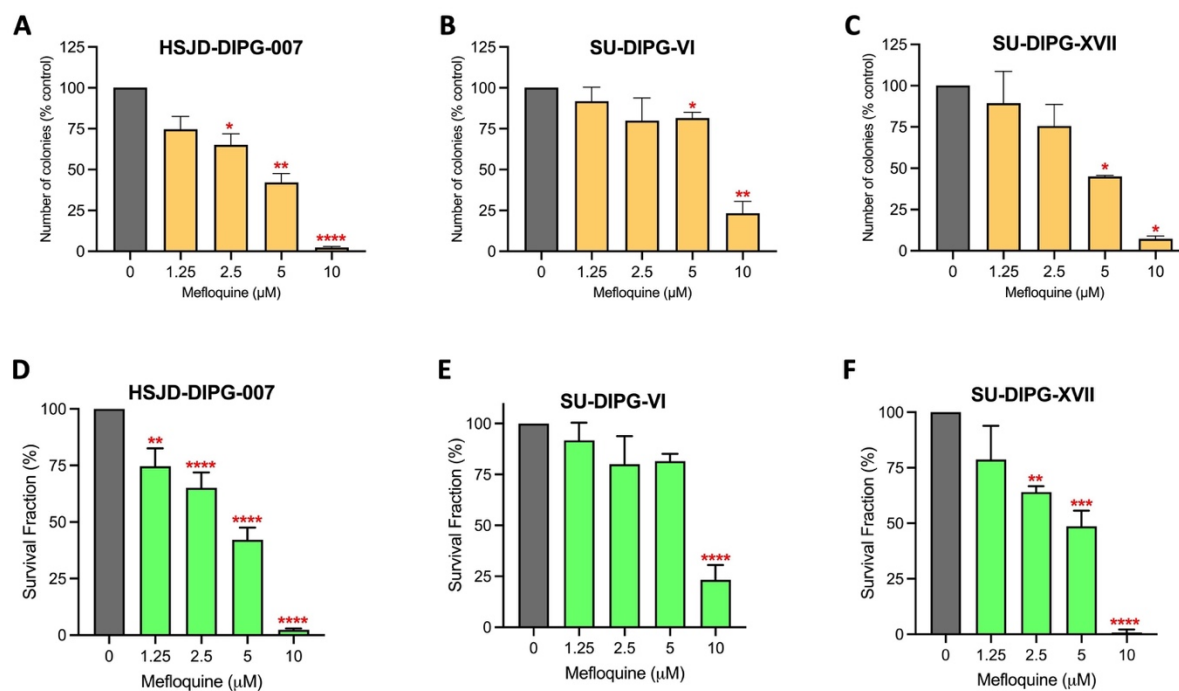 A
HSJD-DIPG-007
Number of colonies (% control)
125
100
75
50
25
0
*
**
****
0 1.25 2.5 5 10
Mefloquine (µM)
B
SU-DIPG-VI
Number of colonies (% control)
125
100
75
50
25
0
*
**
0 1.25 2.5 5 10
Mefloquine (µM)
C
SU-DIPG-XVII
Number of colonies (% control)
125
100
75
50
25
0
*
*
0 1.25 2.5 5 10
Mefloquine (µM)
D
HSJD-DIPG-007
Survival Fraction (%)
100
75
50
25
0
**
****
****
****
0 1.25 2.5 5 10
Mefloquine (µM)
E
SU-DIPG-VI
Survival Fraction (%)
100
75
50
25
0
****
0 1.25 2.5 5 10
Mefloquine (µM)
F
SU-DIPG-XVII
Survival Fraction (%)
100
75
50
25
0
**
***
****
0 1.25 2.5 5 10
Mefloquine (µM)